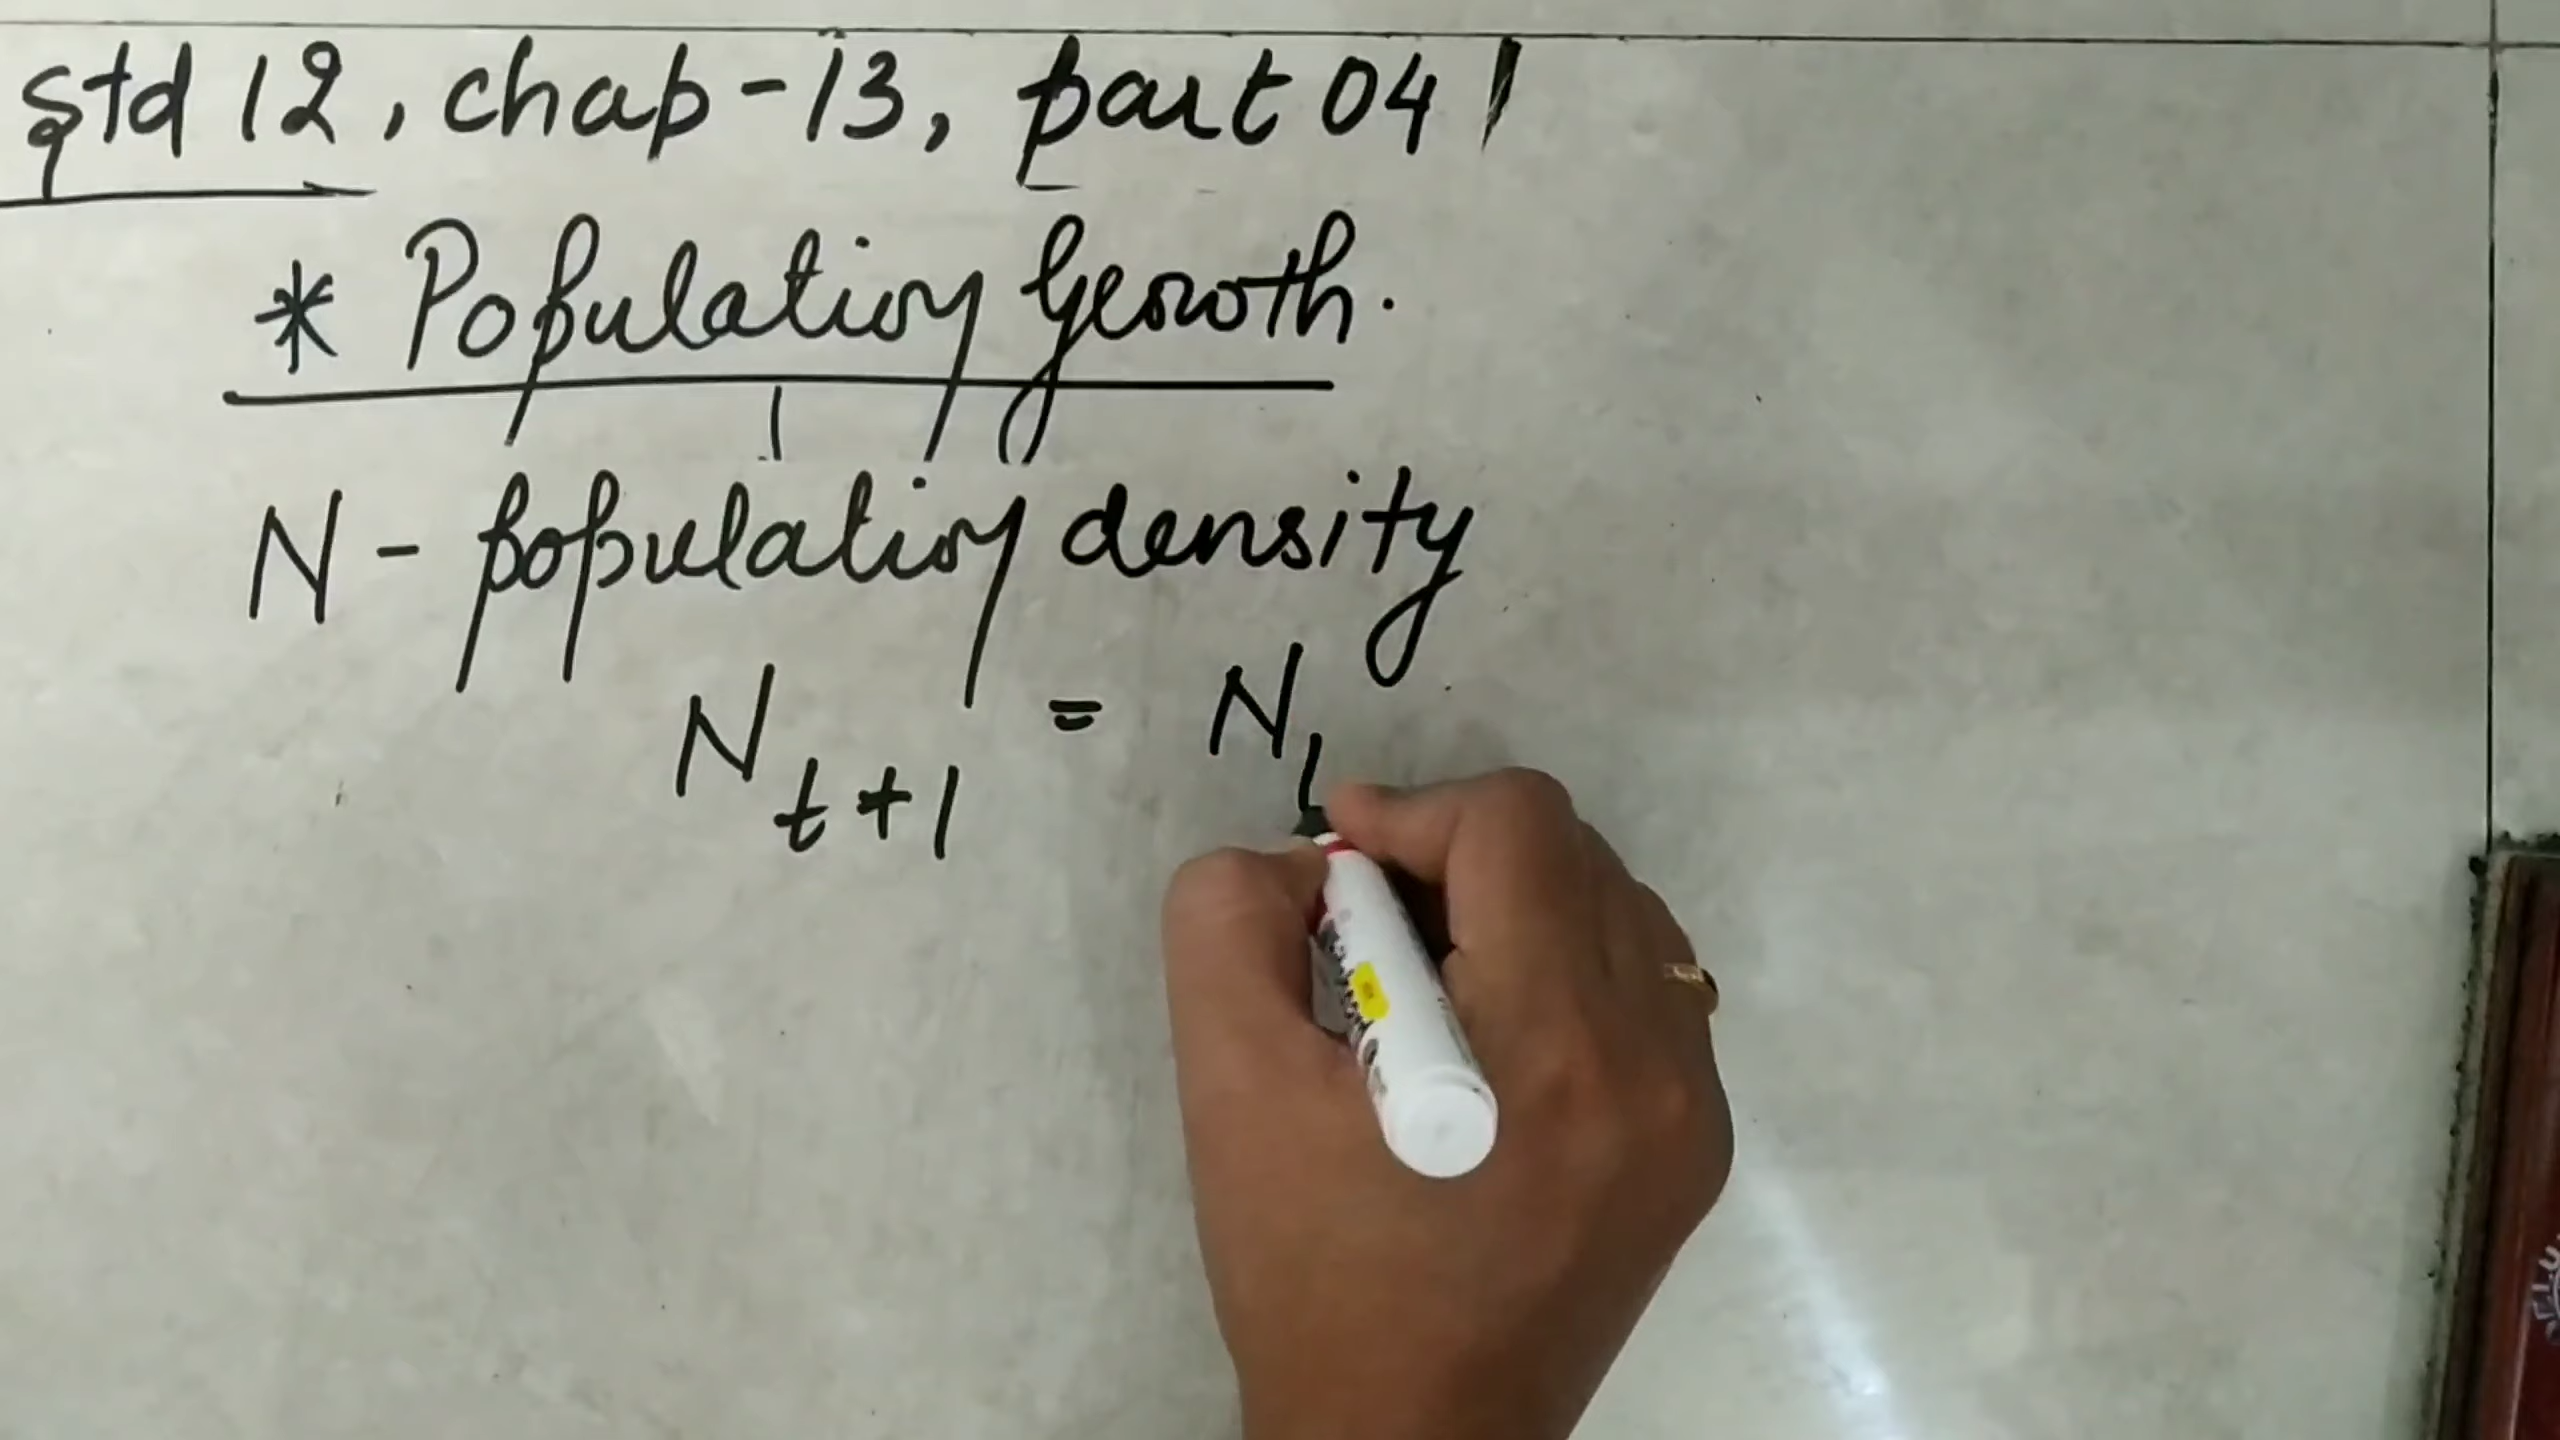 std 12, chap-13, part 04
* Population Growth.
N - population density
N t+1 = N